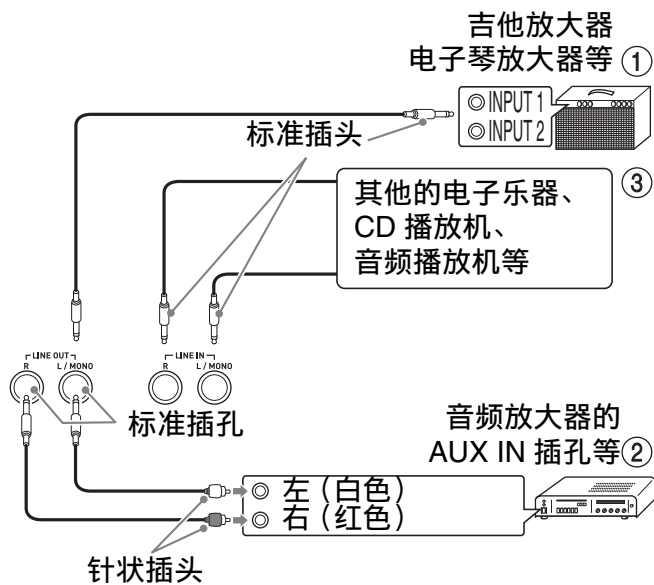 吉他放大器
电子琴放大器等 ①
INPUT 1
INPUT 2
标准插头
其他的电子乐器、
CD 播放机、
音频播放机等
③
LINE OUT
R
L/MONO
LINE IN
R
L/MONO
标准插孔
音频放大器的
AUX IN 插孔等②
左（白色）
右（红色）
针状插头